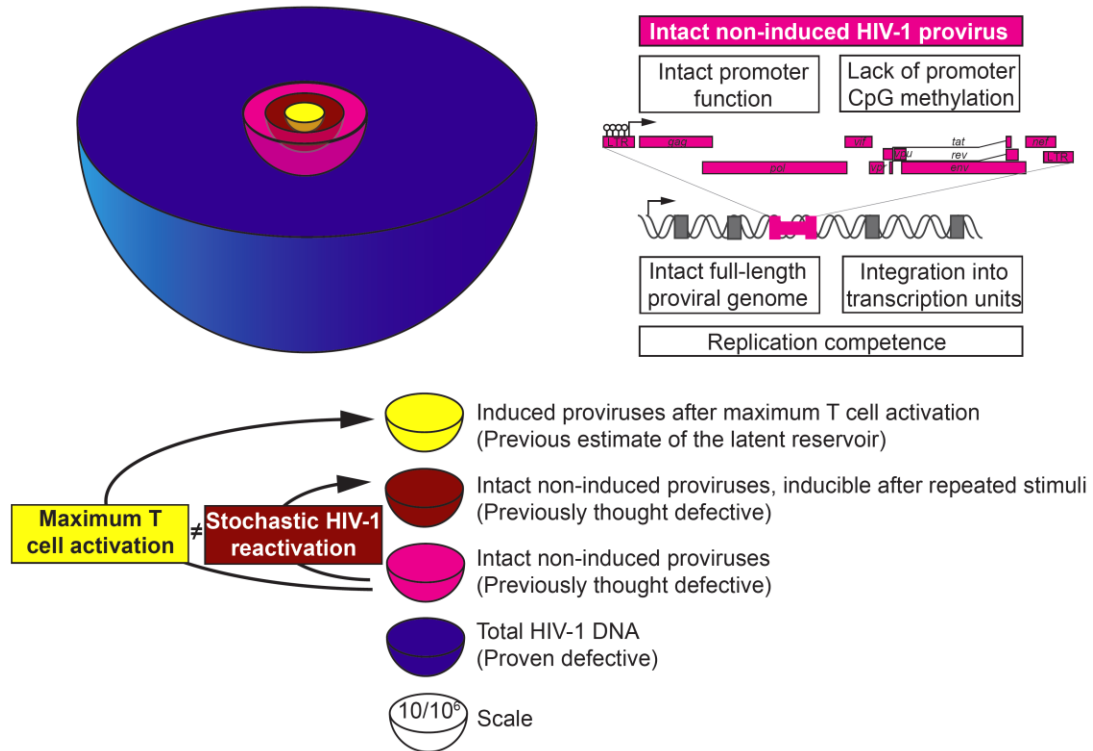 Intact non-induced HIV-1 provirus
Intact promoter
function
Lack of promoter
CpG methylation
LTR
gag
pol
vif
vpr
vpu
tat
rev
env
nef
LTR
Intact full-length
proviral genome
Integration into
transcription units
Replication competence
Maximum T
cell activation
≠
Stochastic HIV-1
reactivation
Induced proviruses after maximum T cell activation
(Previous estimate of the latent reservoir)
Intact non-induced proviruses, inducible after repeated stimuli
(Previously thought defective)
Intact non-induced proviruses
(Previously thought defective)
Total HIV-1 DNA
(Proven defective)
10/10⁶
Scale